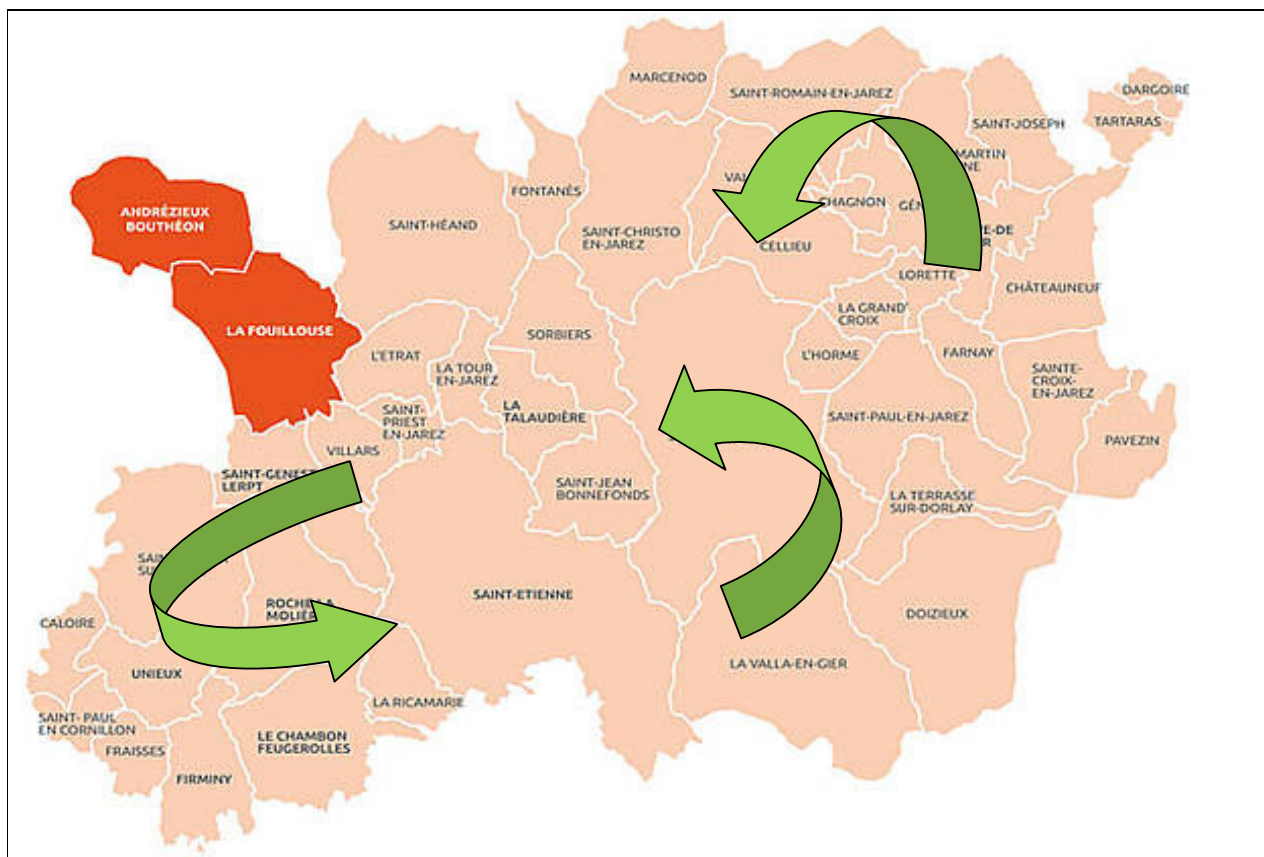 MARCENOD
SAINT-ROMAIN-EN-JAREZ
DARGOIRE
TARTARAS
SAINT-JOSEPH
MARTIN
FONTANÈS
ANDRÉZIEUX
BOUTHÉON
SAINT-HÉAND
SAINT-CHRISTO
EN-JAREZ
CHAGNON
CELLIEU
LORETTE
CHÂTEAUNEUF
LA FOUILLOUSE
LA GRAND'
CROIX
SORBIERS
L'ETRAT
L'HORME
FARNAY
LA TOUR
EN-JAREZ
SAINTE-
CROIX-
EN-JAREZ
LA
TALAUDIÈRE
SAINT-
PRIEST
EN-JAREZ
SAINT-PAUL-EN-JAREZ
PAVEZIN
VILLARS
SAINT-GENEST
LERPT
SAINT-JEAN
BONNEFONDS
LA TERRASSE
SUR-DORLAY
SAINT-ETIENNE
ROCHE-LA
MOLIÈRE
DOIZIEUX
CALOIRE
UNIEUX
LA VALLA-EN-GIER
LA RICAMARIE
SAINT- PAUL
EN CORNILLON
FRAISSES
LE CHAMBON
FEUGEROLLES
FIRMINY